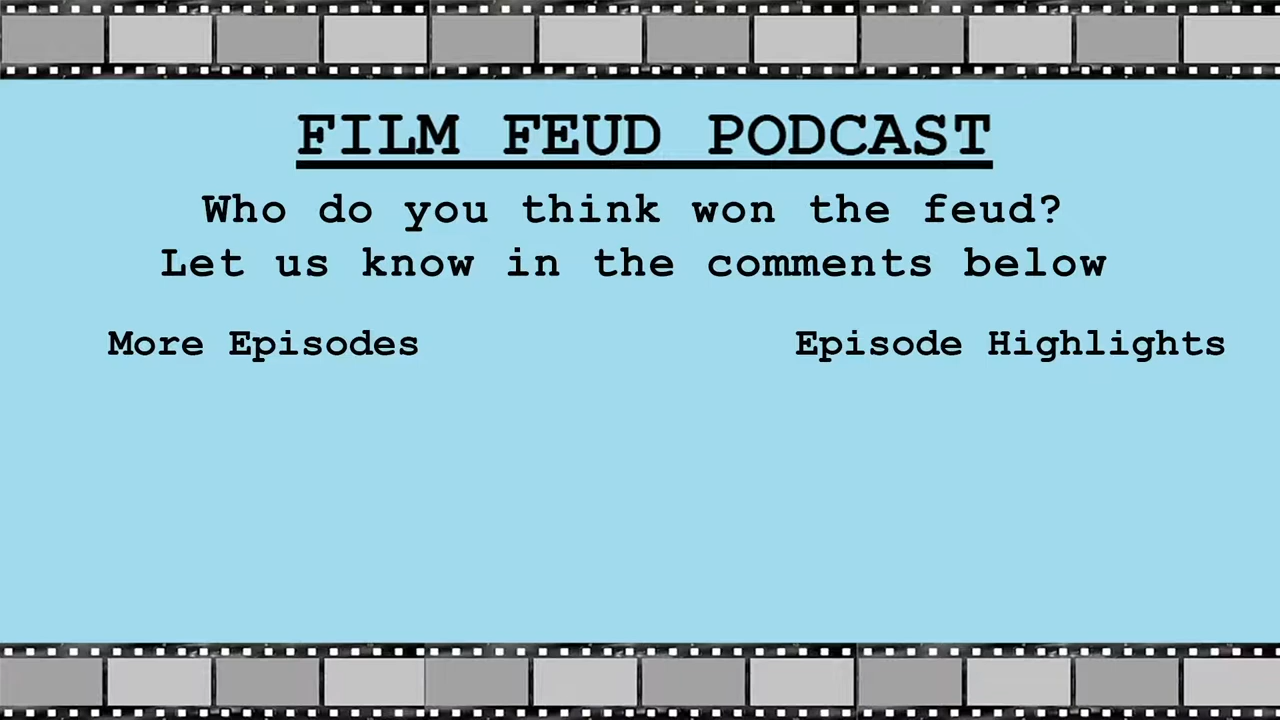 FILM FEUD PODCAST
Who do you think won the feud?
Let us know in the comments below
More Episodes
Episode Highlights